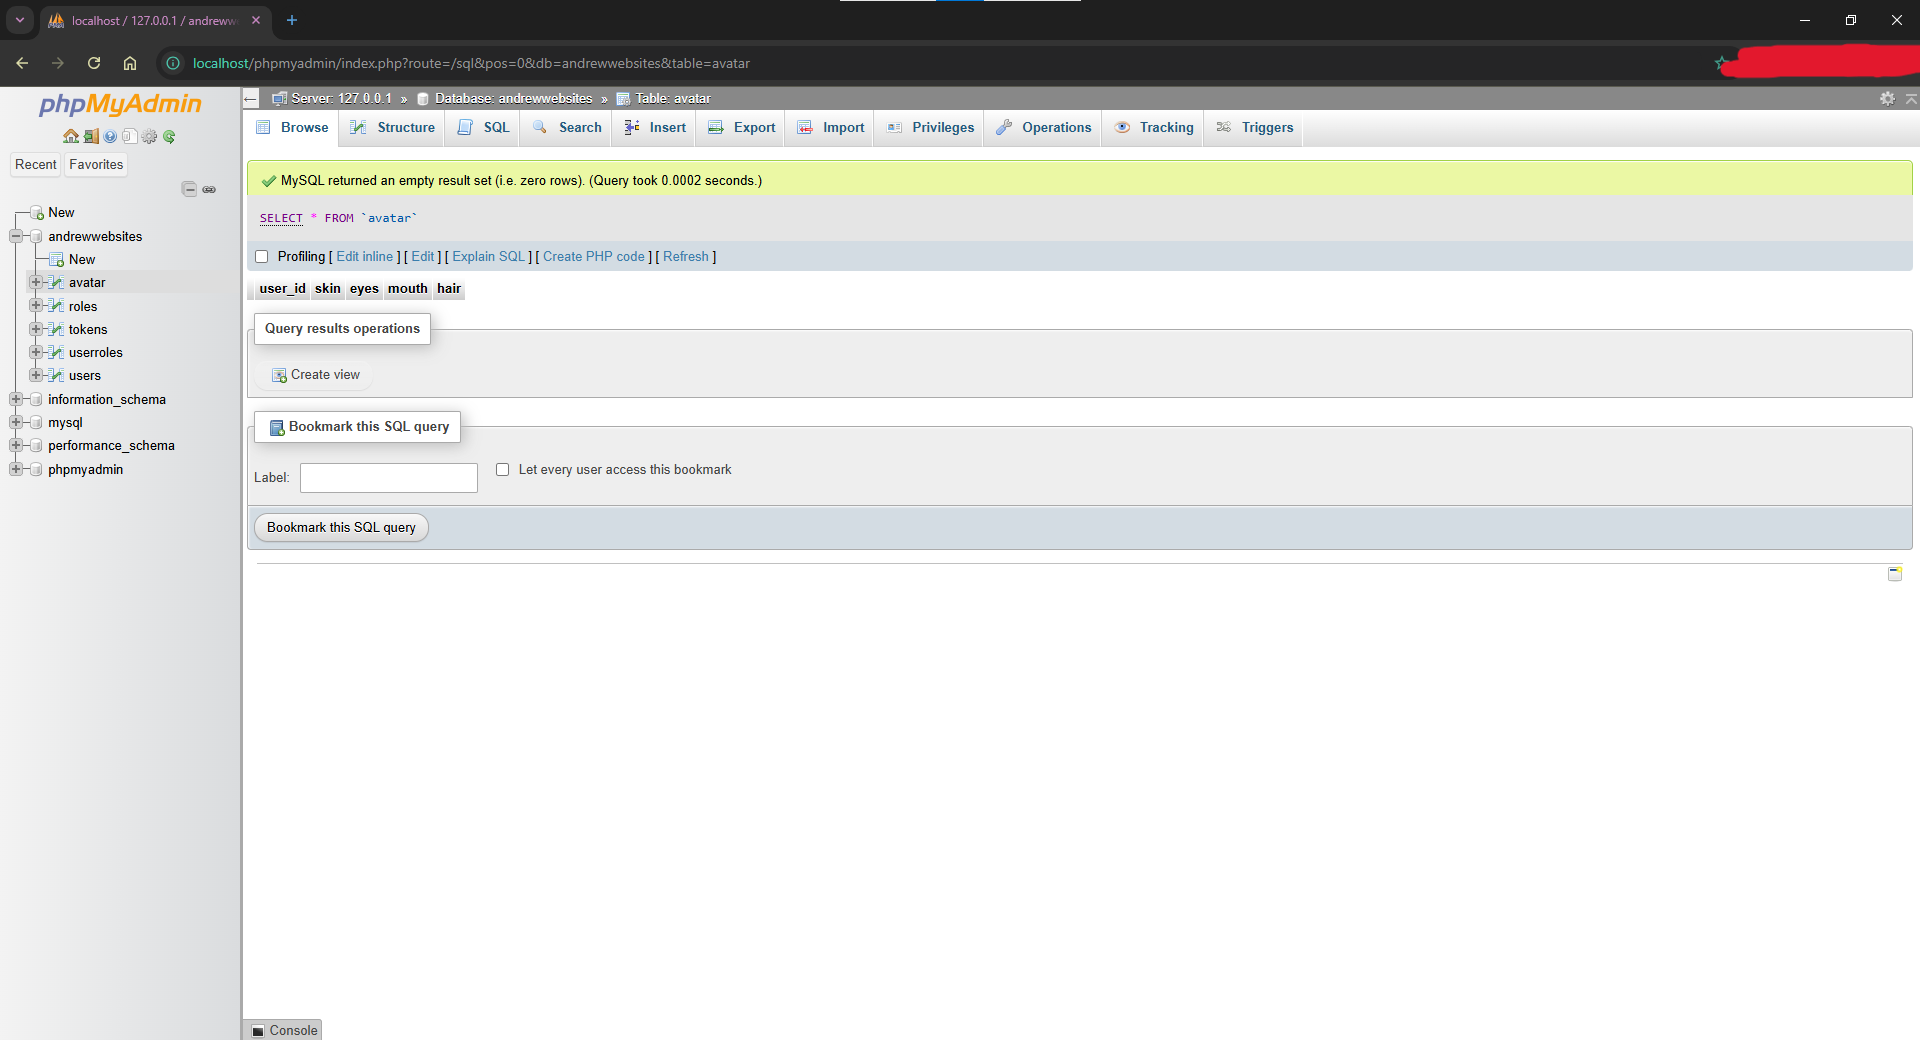 localhost / 127.0.0.1 / andrewwe
localhost/phpmyadmin/index.php?route=/sql&pos=0&db=andrewwebsites&table=avatar
phpMyAdmin
Recent
Favorites
New
andrewwebsites
New
avatar
roles
tokens
userroles
users
information_schema
mysql
performance_schema
phpmyadmin
Server: 127.0.0.1 » Database: andrewwebsites » Table: avatar
Browse Structure SQL Search Insert Export Import Privileges Operations Tracking Triggers
MySQL returned an empty result set (i.e. zero rows). (Query took 0.0002 seconds.)
SELECT * FROM `avatar`
Profiling [ Edit inline ] [ Edit ] [ Explain SQL ] [ Create PHP code ] [ Refresh ]
user_id skin eyes mouth hair
Query results operations
Create view
Bookmark this SQL query
Label:
Let every user access this bookmark
Bookmark this SQL query
Console